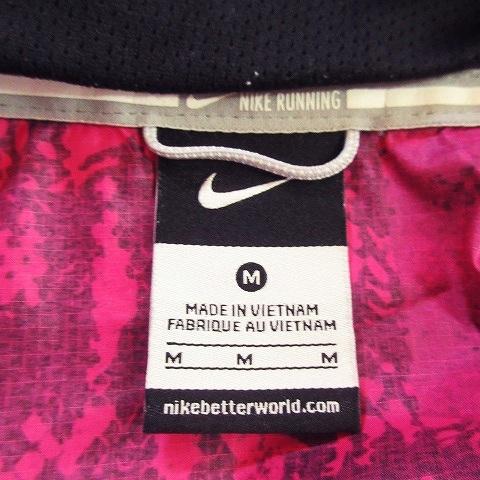 NIKE RUNNING
M
MADE IN VIETNAM
FABRIQUE AU VIETNAM
M M M
nikebetterworld.com